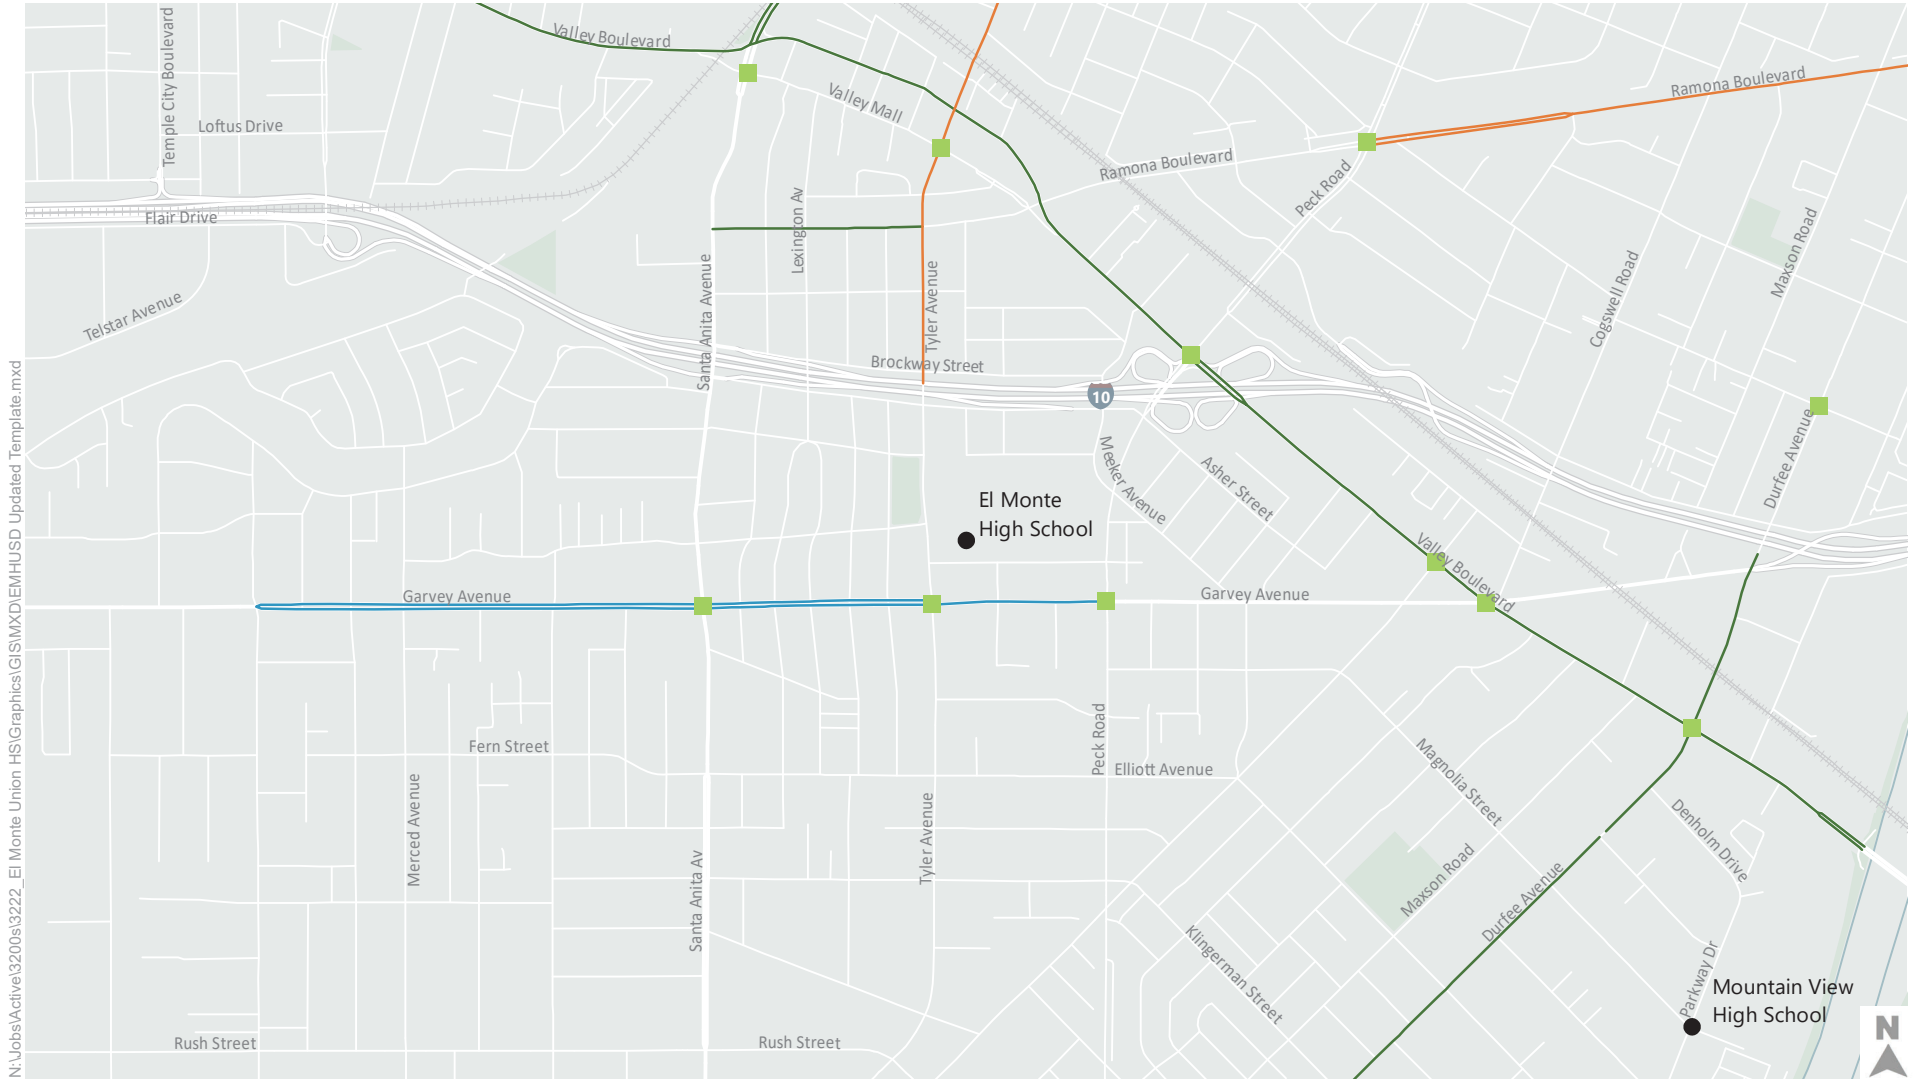 Temple City Boulevard
Valley Boulevard
Valley Mall
Ramona Boulevard
Loftus Drive
Ramona Boulevard
Peck Road
Flair Drive
Lexington Av
Maxson Road
Telstar Avenue
Santa Anita Avenue
Tyler Avenue
Cogswell Road
Brockway Street
10
Durfee Avenue
Meeker Avenue
Asher Street
El Monte
High School
Valley Boulevard
Garvey Avenue
Garvey Avenue
Peck Road
Fern Street
Elliott Avenue
Magnolia Street
Merced Avenue
Tyler Avenue
Denholm Drive
Santa Anita Av
Maxson Road
Durfee Avenue
Klingerman Street
Parkway Dr
Mountain View
High School
Rush Street
Rush Street
N
N:\Jobs\Active\3200s\3222_El Monte Union HS\Graphics\GIS\MXD\EMHUSD Updated Template.mxd